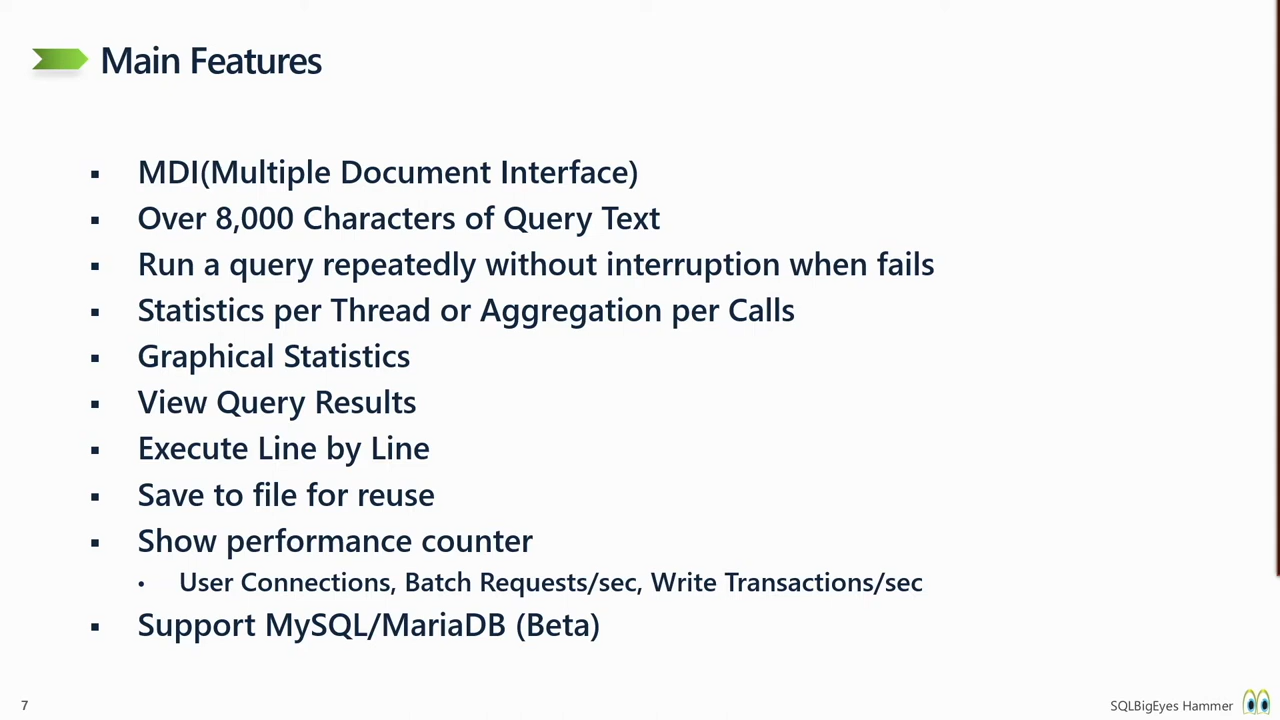 Main Features
MDI(Multiple Document Interface)
Over 8,000 Characters of Query Text
Run a query repeatedly without interruption when fails
Statistics per Thread or Aggregation per Calls
Graphical Statistics
View Query Results
Execute Line by Line
Save to file for reuse
Show performance counter
User Connections, Batch Requests/sec, Write Transactions/sec
Support MySQL/MariaDB (Beta)
7
SQLBigEyes Hammer